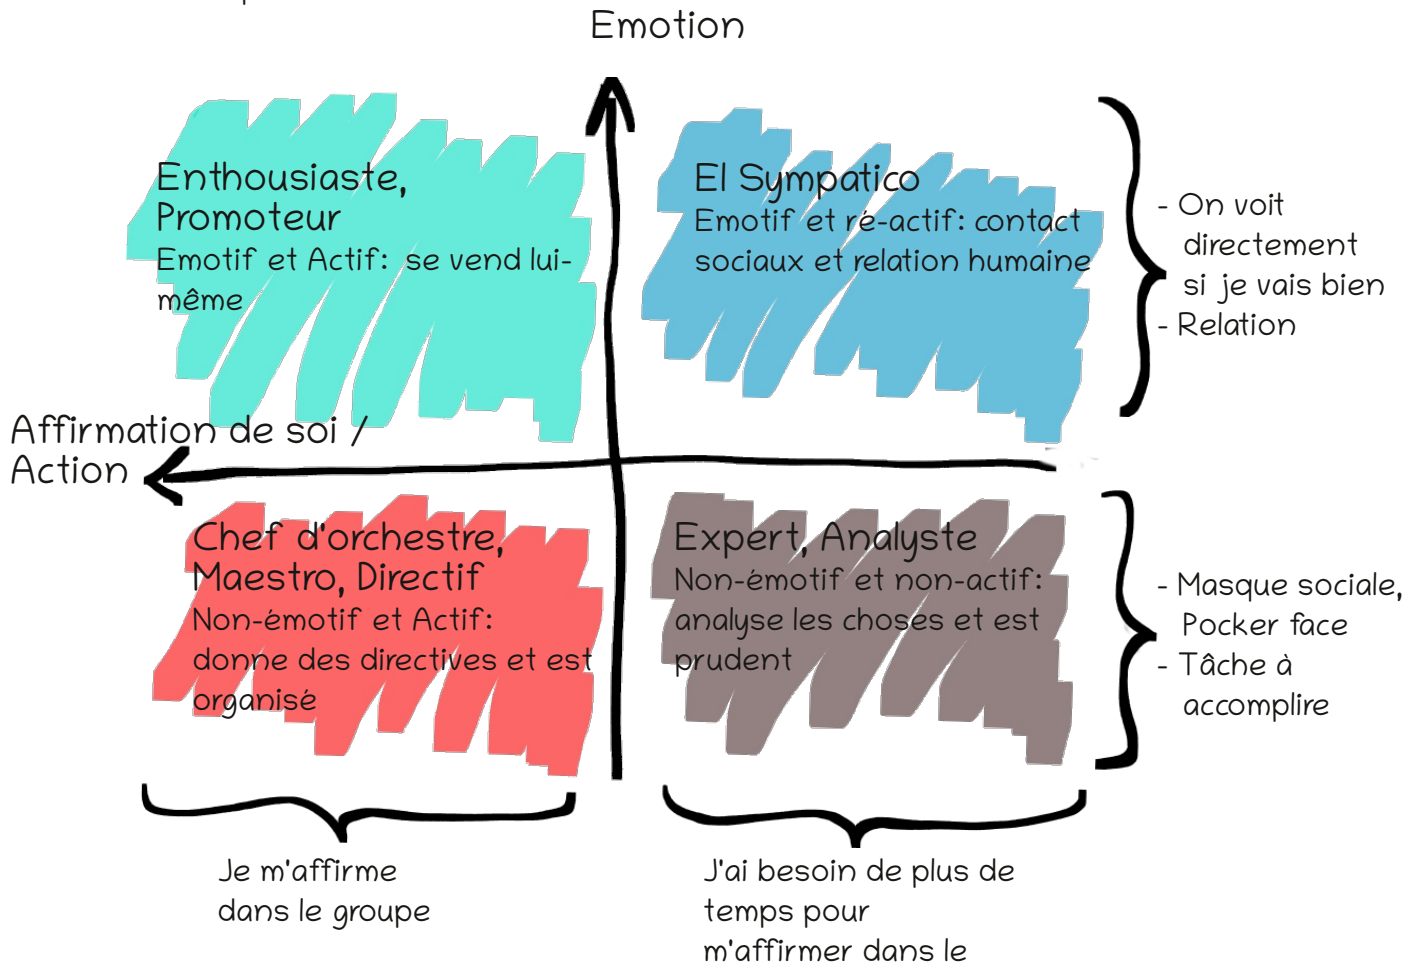 Emotion
Enthousiaste,
Promoteur
Emotif et Actif: se vend lui-
même
El Sympatico
Emotif et ré-actif: contact
sociaux et relation humaine
- On voit
directement
si je vais bien
- Relation
Affirmation de soi /
Action
Chef d'orchestre,
Maestro, Directif
Non-émotif et Actif:
donne des directives et est
organisé
Expert, Analyste
Non-émotif et non-actif:
analyse les choses et est
prudent
- Masque sociale,
Pocker face
- Tâche à
accomplire
Je m'affirme
dans le groupe
J'ai besoin de plus de
temps pour
m'affirmer dans le